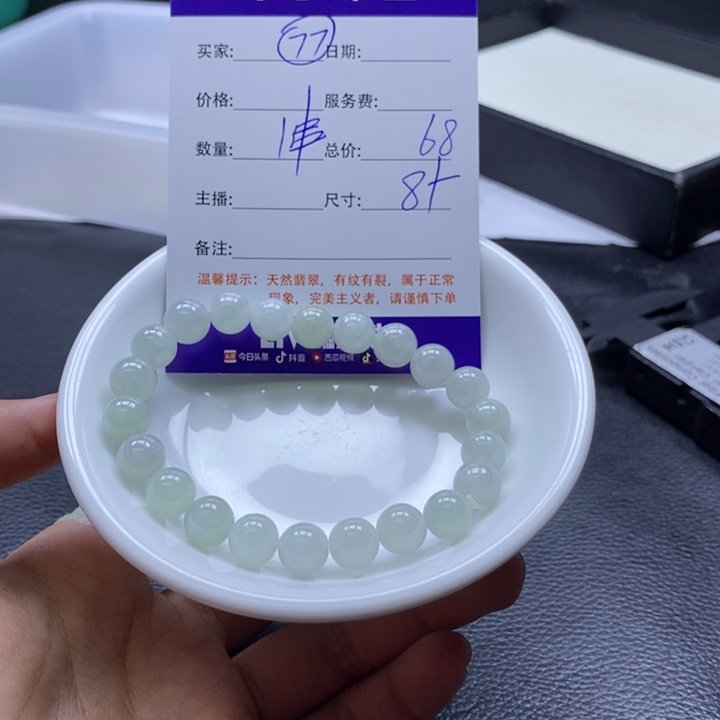 买家: 77 日期:
价格: 服务费:
数量: 1串 总价: 68
主播: 尺寸: 8+
备注:
温馨提示：天然翡翠，有纹有裂，属于正常
现象，完美主义者，请谨慎下单
今日头条 抖音 西瓜视频